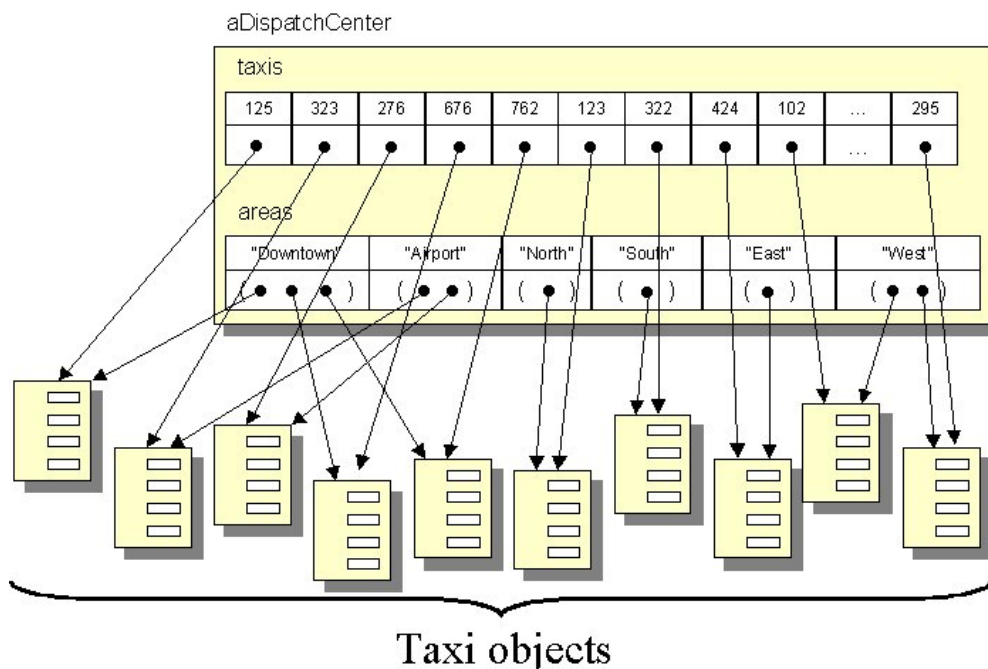 aDispatchCenter
taxis
125 323 276 676 762 123 322 424 102 ... 295
...
areas
"Downtown" "Airport" "North" "South" "East" "West"
( ) ( ) ( ) ( ) ( ) ( )
Taxi objects